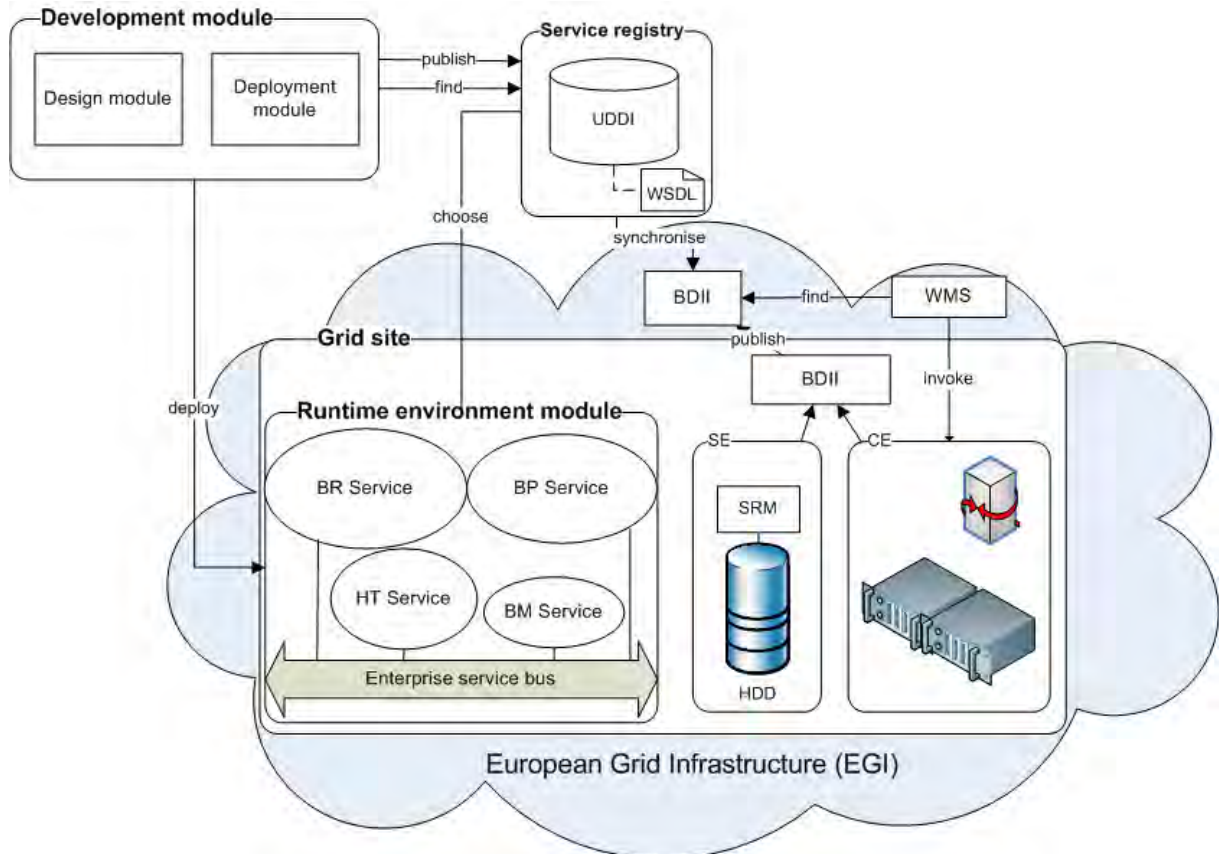 Development module
Design module
Deployment
module
publish
find
Service registry
UDDI
WSDL
choose
synchronise
BDII
find
WMS
Grid site
publish
BDII
invoke
deploy
Runtime environment module
SE
CE
BR Service
BP Service
SRM
HT Service
BM Service
Enterprise service bus
HDD
European Grid Infrastructure (EGI)